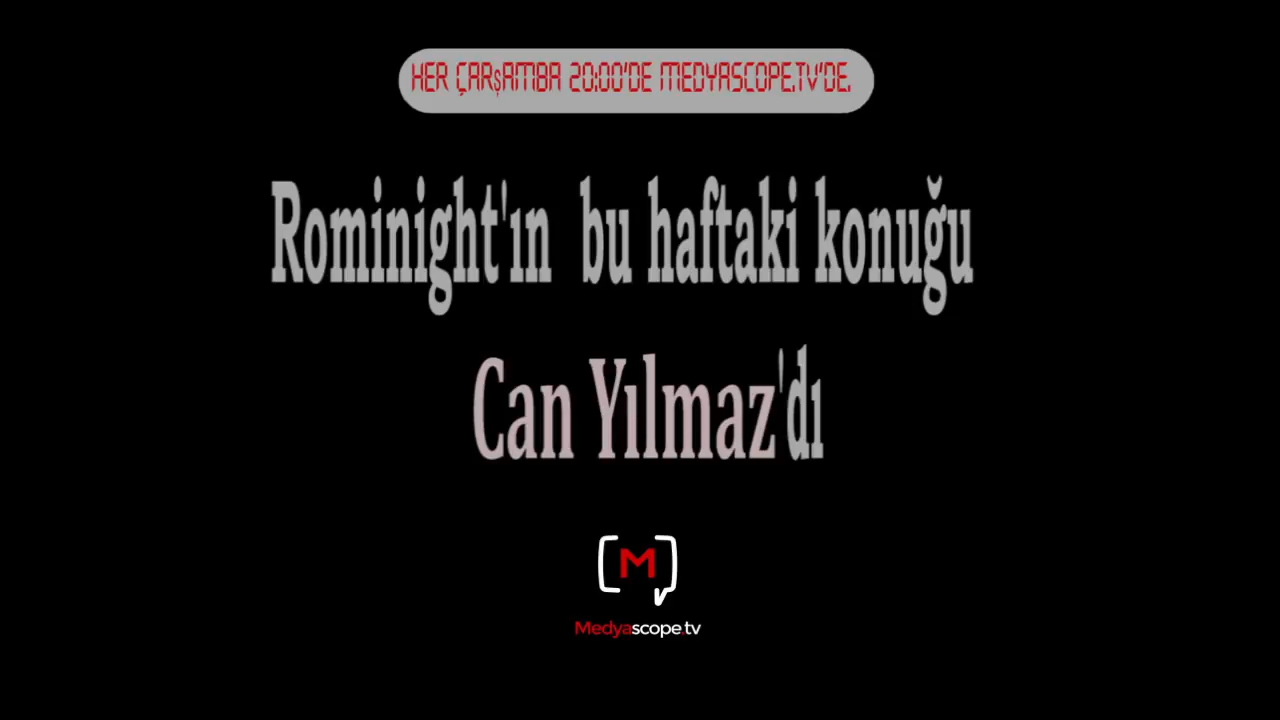 HER ÇARŞAMBA 20:00'DE MEDYASCOPE.TV'DE.
Rominight'ın bu haftaki konuğu
Can Yılmaz'dı
M
Medyascope.tv